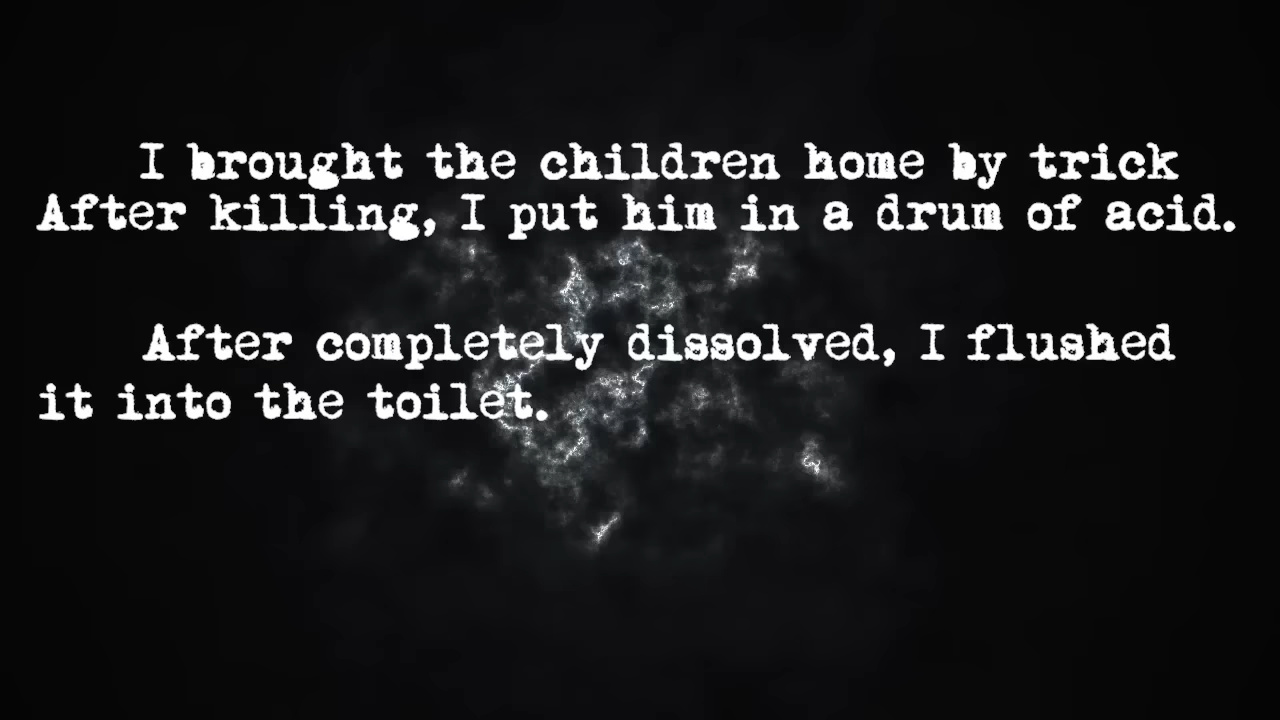 I brought the children home by trick
After killing, I put him in a drum of acid.
After completely dissolved, I flushed
it into the toilet.